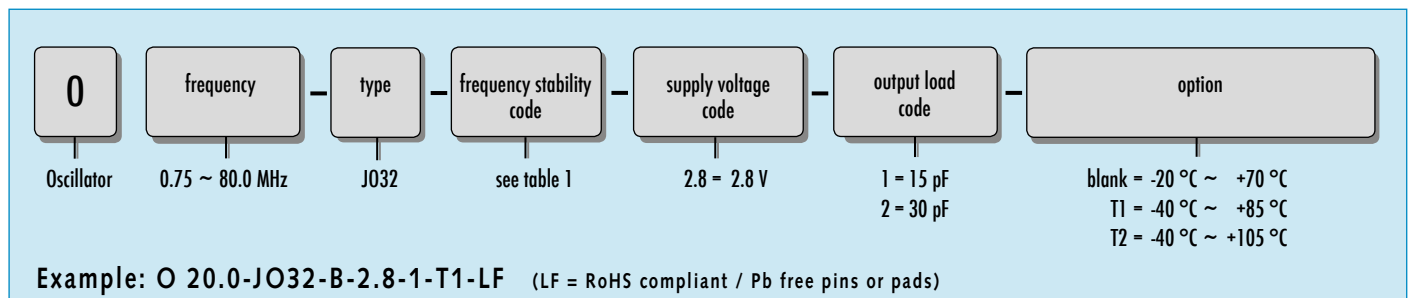 O
frequency
–
type
–
frequency stability
code
–
supply voltage
code
–
output load
code
–
option
Oscillator
0.75 ~ 80.0 MHz
JO32
see table 1
2.8 = 2.8 V
1 = 15 pF
2 = 30 pF
blank = -20 °C ~ +70 °C
T1 = -40 °C ~ +85 °C
T2 = -40 °C ~ +105 °C
Example: O 20.0-JO32-B-2.8-1-T1-LF (LF = RoHS compliant / Pb free pins or pads)